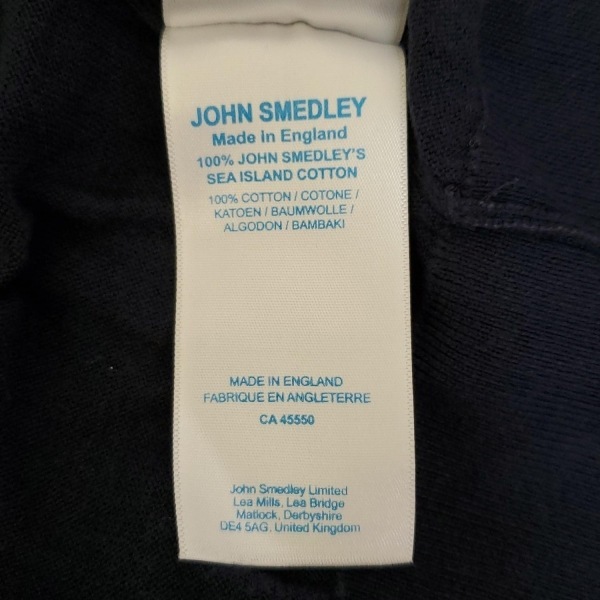 JOHN SMEDLEY
Made in England
100% JOHN SMEDLEY'S
SEA ISLAND COTTON
100% COTTON / COTONE /
KATOEN / BAUMWOLLE /
ALGODON / BAMBAKI
MADE IN ENGLAND
FABRIQUE EN ANGLETERRE
CA 45550
John Smedley Limited
Lea Mills, Lea Bridge
Matlock, Derbyshire
DE4 5AG. United Kingdom